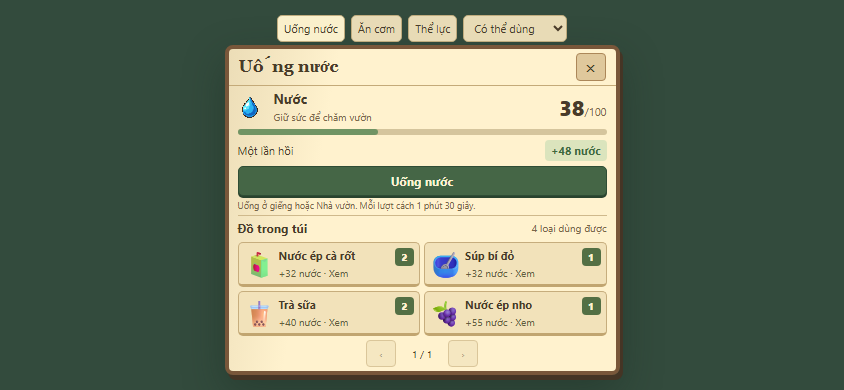 Uống nước Ăn cơm Thể lực Có thể dùng
Uống nước ×
Nước
Giữ sức để chăm vườn
38/100
Một lần hồi +48 nước
Uống nước
Uống ở giếng hoặc Nhà vườn. Mỗi lượt cách 1 phút 30 giây.
Đồ trong túi 4 loại dùng được
Nước ép cà rốt 2
+32 nước · Xem
Súp bí đỏ 1
+32 nước · Xem
Trà sữa 2
+40 nước · Xem
Nước ép nho 1
+55 nước · Xem
‹ 1 / 1 ›